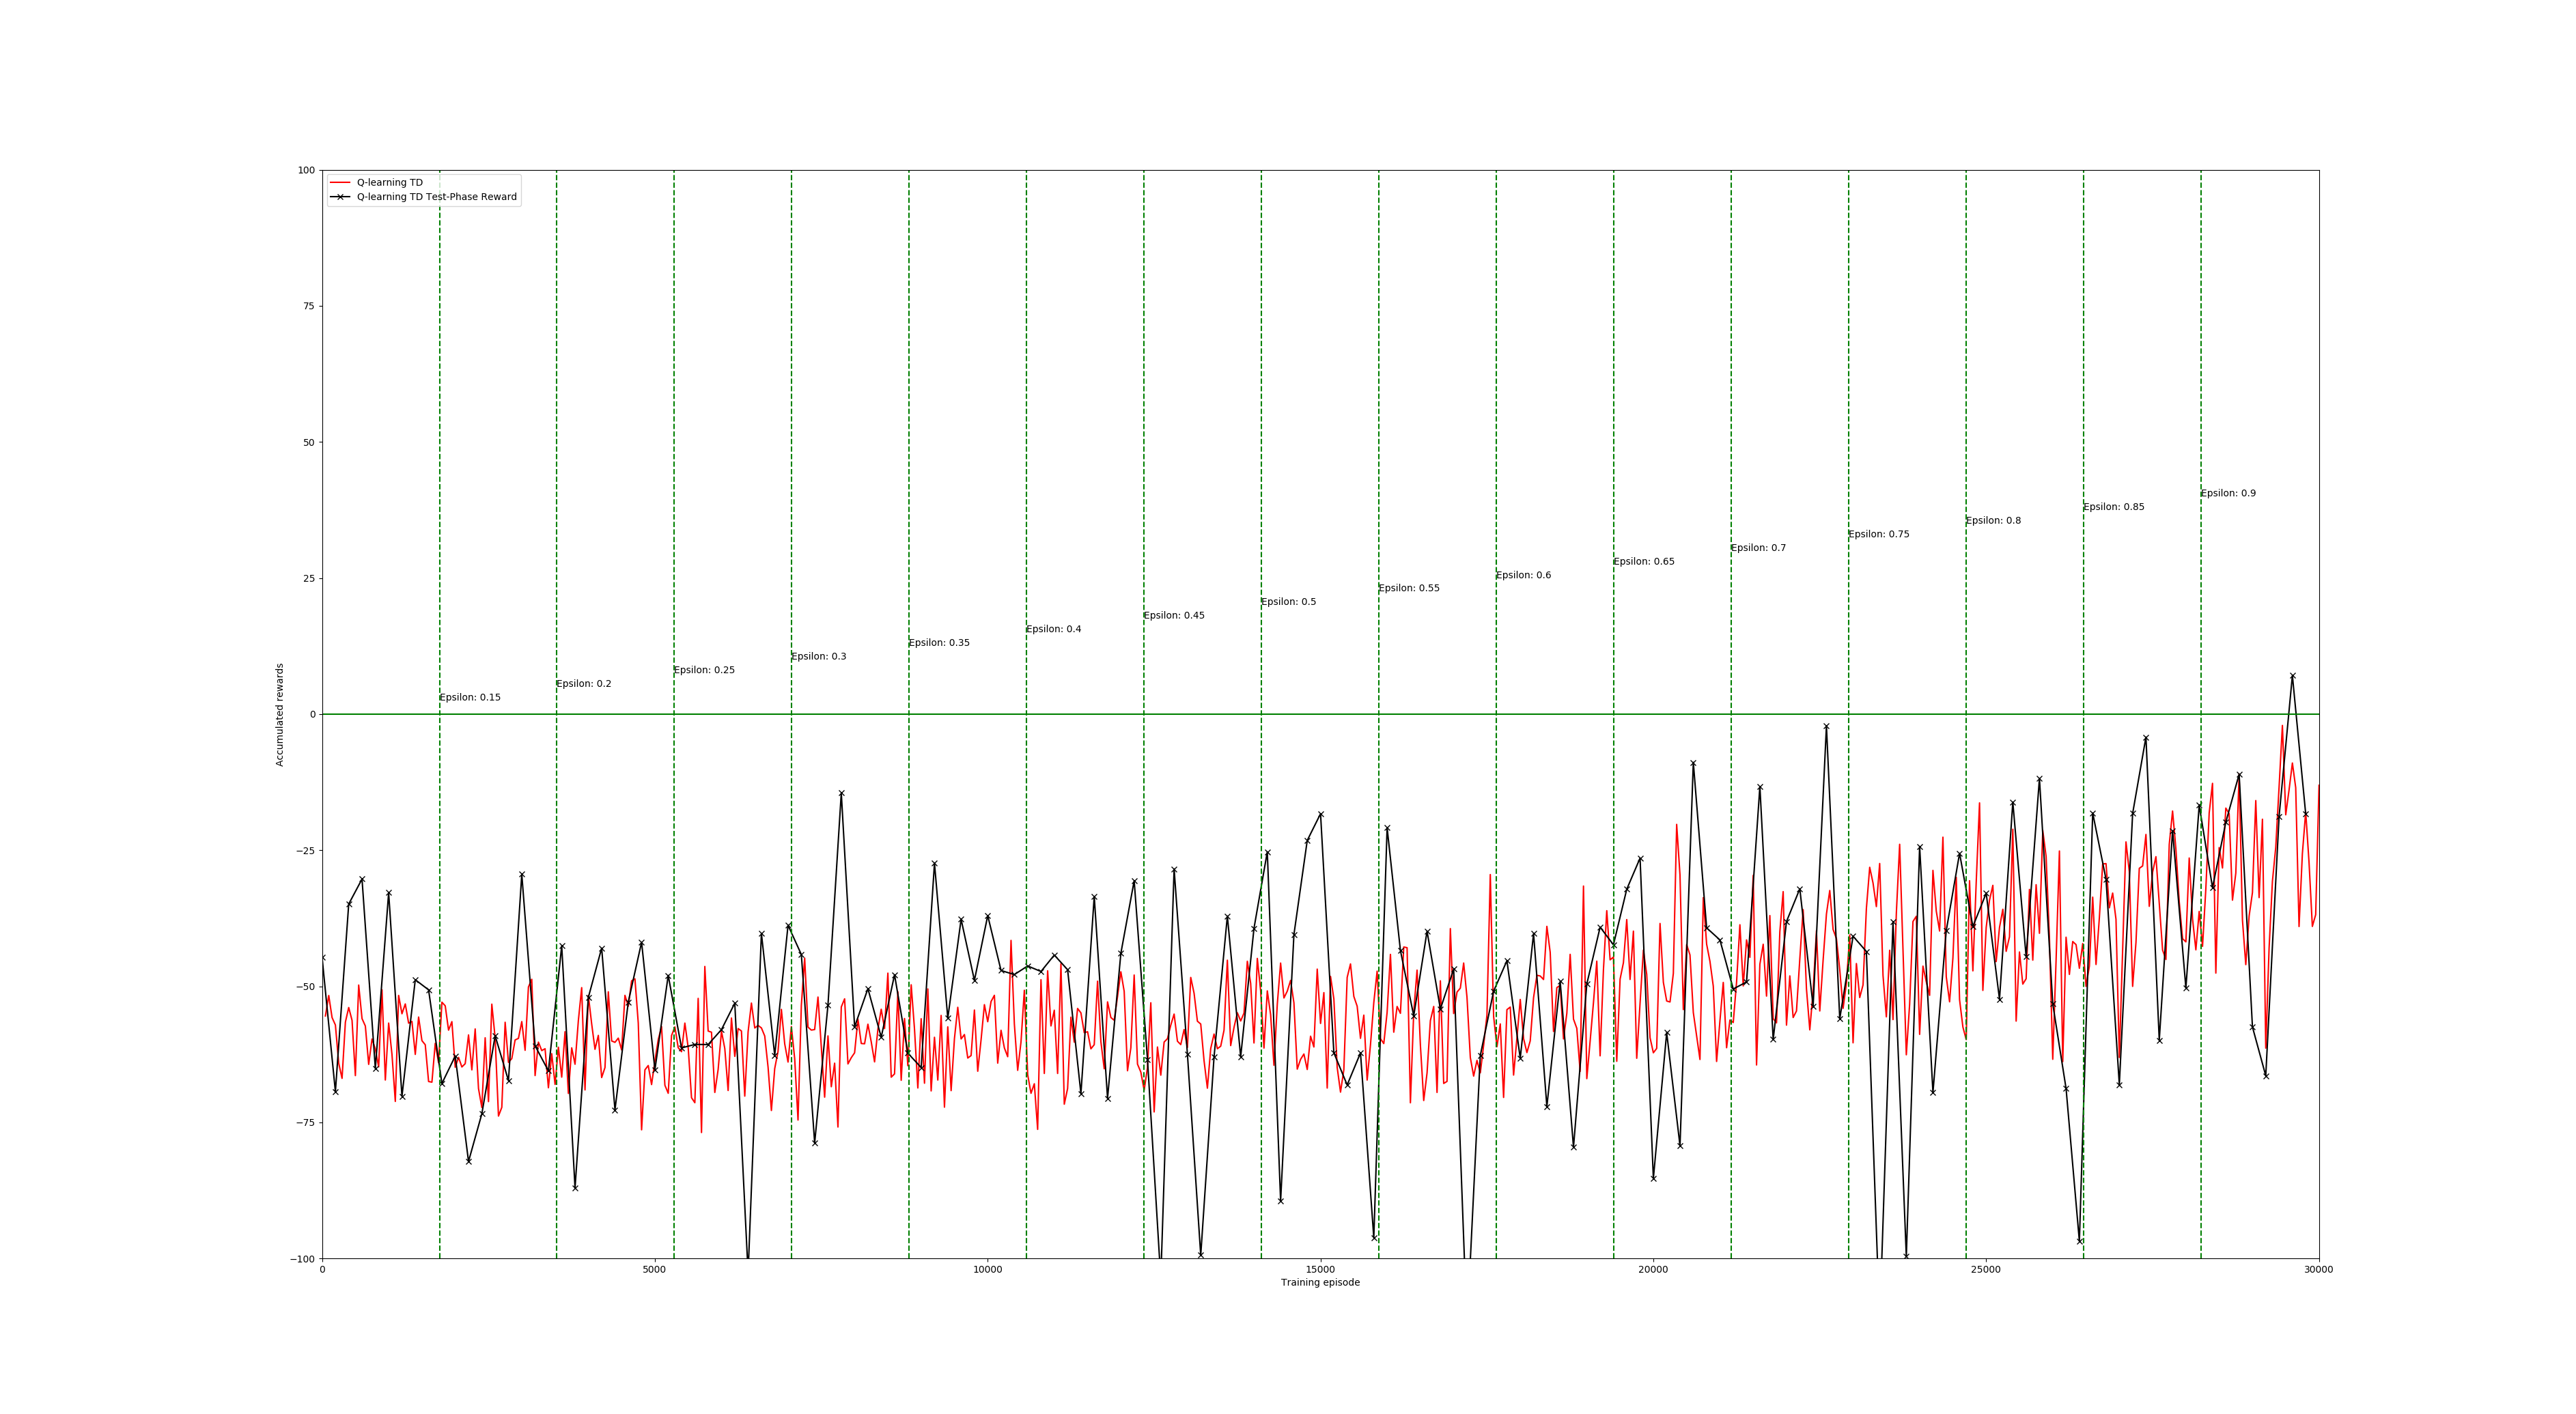 100
75
50
25
0
−25
−50
−75
−100
Accumulated rewards
Q-learning TD
Q-learning TD Test-Phase Reward
Epsilon: 0.15
Epsilon: 0.2
Epsilon: 0.25
Epsilon: 0.3
Epsilon: 0.35
Epsilon: 0.4
Epsilon: 0.45
Epsilon: 0.5
Epsilon: 0.55
Epsilon: 0.6
Epsilon: 0.65
Epsilon: 0.7
Epsilon: 0.75
Epsilon: 0.8
Epsilon: 0.85
Epsilon: 0.9
0 5000 10000 15000 20000 25000 30000
Training episode